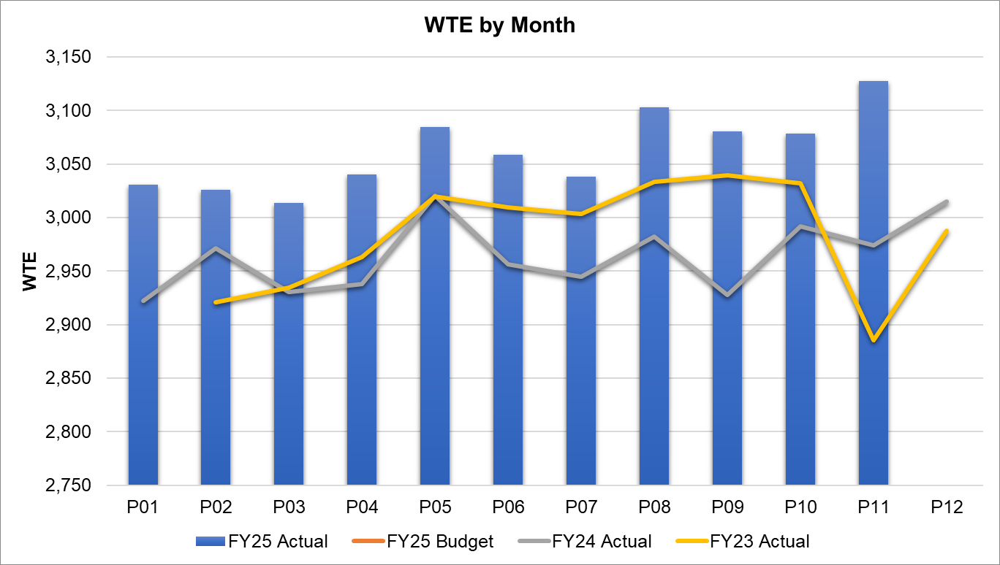 WTE by Month
3,150
3,100
3,050
3,000
2,950
2,900
2,850
2,800
2,750
WTE
P01 P02 P03 P04 P05 P06 P07 P08 P09 P10 P11 P12
FY25 Actual FY25 Budget FY24 Actual FY23 Actual